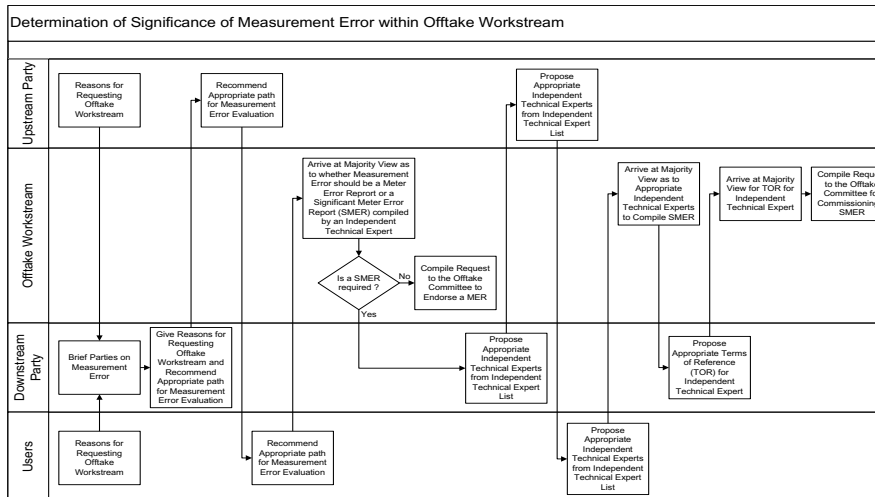 Determination of Significance of Measurement Error within Offtake Workstream
Upstream Party
Reasons for
Requesting
Offtake
Workstream
Recommend
Appropriate path
for Measurement
Error Evaluation
Propose
Appropriate
Independent
Technical Experts
from Independent
Technical Expert
List
Offtake Workstream
Arrive at Majority View as
to whether Measurement
Error should be a Meter
Error Reprort or a
Significant Meter Error
Report (SMER) compiled
by an Independent
Technical Expert
Is a SMER
required ?
No
Yes
Compile Request
to the Offtake
Committee to
Endorse a MER
Arrive at Majority
View as to
Appropriate
Independent
Technical Experts
to Compile SMER
Arrive at Majority
View for TOR for
Independent
Technical Expert
Compile Reque
to the Offtak
Committee fo
Commissioning
SMER
Downstream
Party
Brief Parties on
Measurement
Error
Give Reasons for
Requesting
Offtake
Workstream and
Recommend
Appropriate path
for Measurement
Error Evaluation
Propose
Appropriate
Independent
Technical Experts
from Independent
Technical Expert
List
Propose
Appropriate Terms
of Reference
(TOR) for
Independent
Technical Expert
Users
Reasons for
Requesting
Offtake
Workstream
Recommend
Appropriate path
for Measurement
Error Evaluation
Propose
Appropriate
Independent
Technical Experts
from Independent
Technical Expert
List